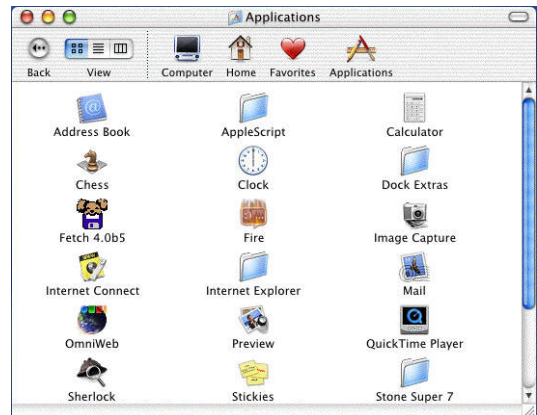 Applications
Back View Computer Home Favorites Applications
Address Book AppleScript Calculator
Chess Clock Dock Extras
Fetch 4.0b5 Fire Image Capture
Internet Connect Internet Explorer Mail
OmniWeb Preview QuickTime Player
Sherlock Stickies Stone Super 7